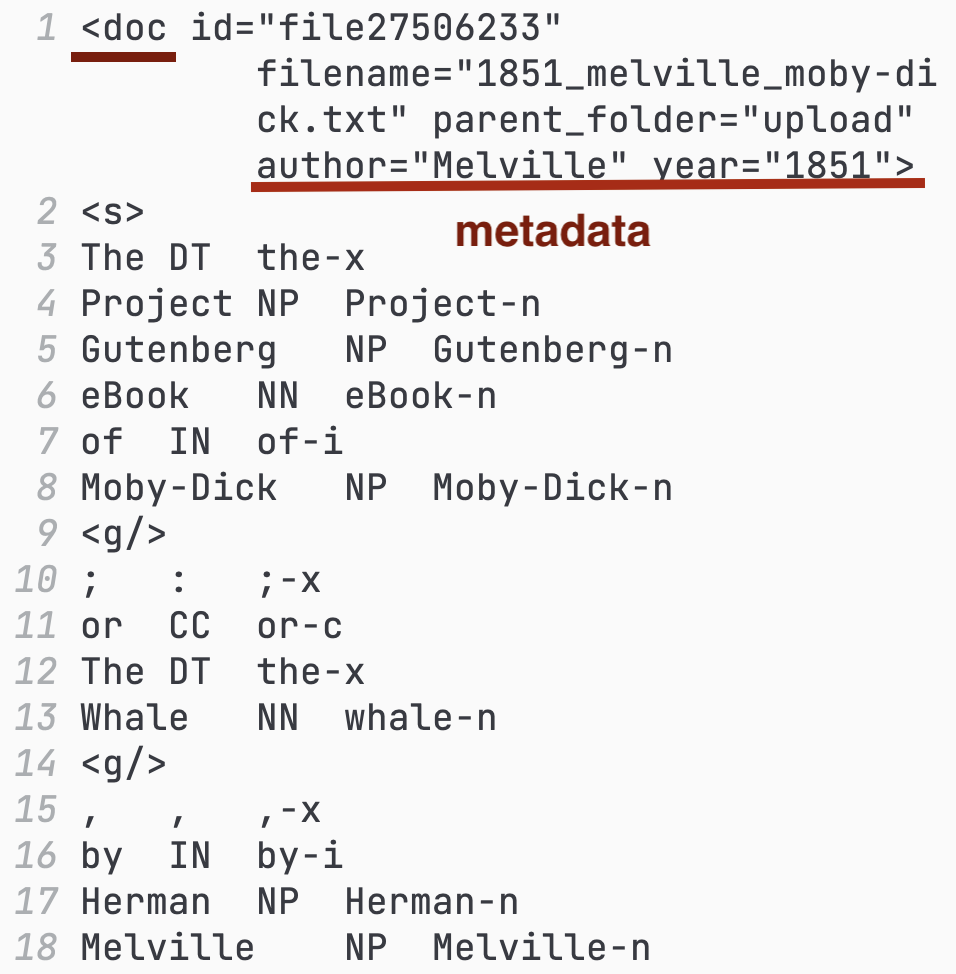 1 <doc id="file27506233"
filename="1851_melville_moby-di
ck.txt" parent_folder="upload"
author="Melville" year="1851">
2 <s>
metadata
3 The DT the-x
4 Project NP Project-n
5 Gutenberg NP Gutenberg-n
6 eBook NN eBook-n
7 of IN of-i
8 Moby-Dick NP Moby-Dick-n
9 <g/>
10 ; : ;-x
11 or CC or-c
12 The DT the-x
13 Whale NN whale-n
14 <g/>
15 , , ,-x
16 by IN by-i
17 Herman NP Herman-n
18 Melville NP Melville-n